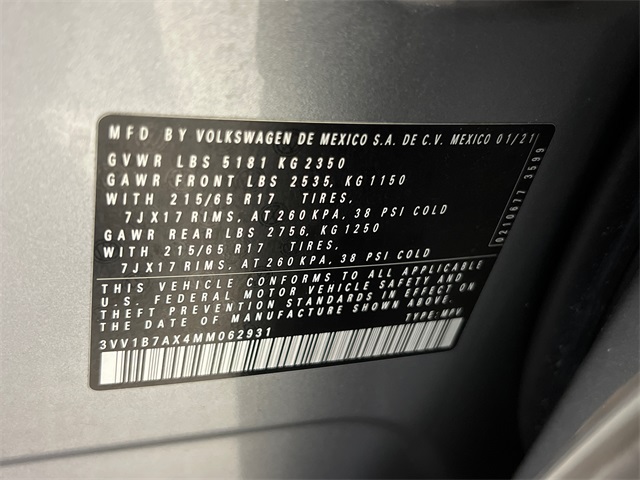 MFD BY VOLKSWAGEN DE MEXICO S.A. DE C.V. MEXICO 01/21
GVWR LBS 5181 KG 2350
GAWR FRONT LBS 2535, KG 1150
WITH 215/65 R17 TIRES,
7JX17 RIMS, AT 260 KPA, 38 PSI COLD
GAWR REAR LBS 2756, KG 1250
WITH 215/65 R17 TIRES,
7JX17 RIMS, AT 260 KPA, 38 PSI COLD
THIS VEHICLE CONFORMS TO ALL APPLICABLE
U.S. FEDERAL MOTOR VEHICLE SAFETY AND
THEFT PREVENTION STANDARDS IN EFFECT ON
THE DATE OF MANUFACTURE SHOWN ABOVE.
3VV1B7AX4MM062931 TYPE: MPV
0210677 3599